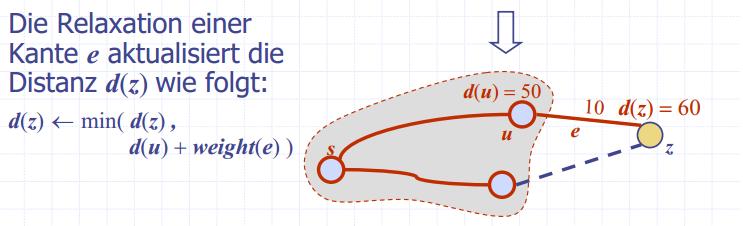 Die Relaxation einer
Kante e aktualisiert die
Distanz d(z) wie folgt:
d(z) ← min( d(z) ,
d(u) + weight(e) )
d(u) = 50
10 d(z) = 60
u
e
z
s